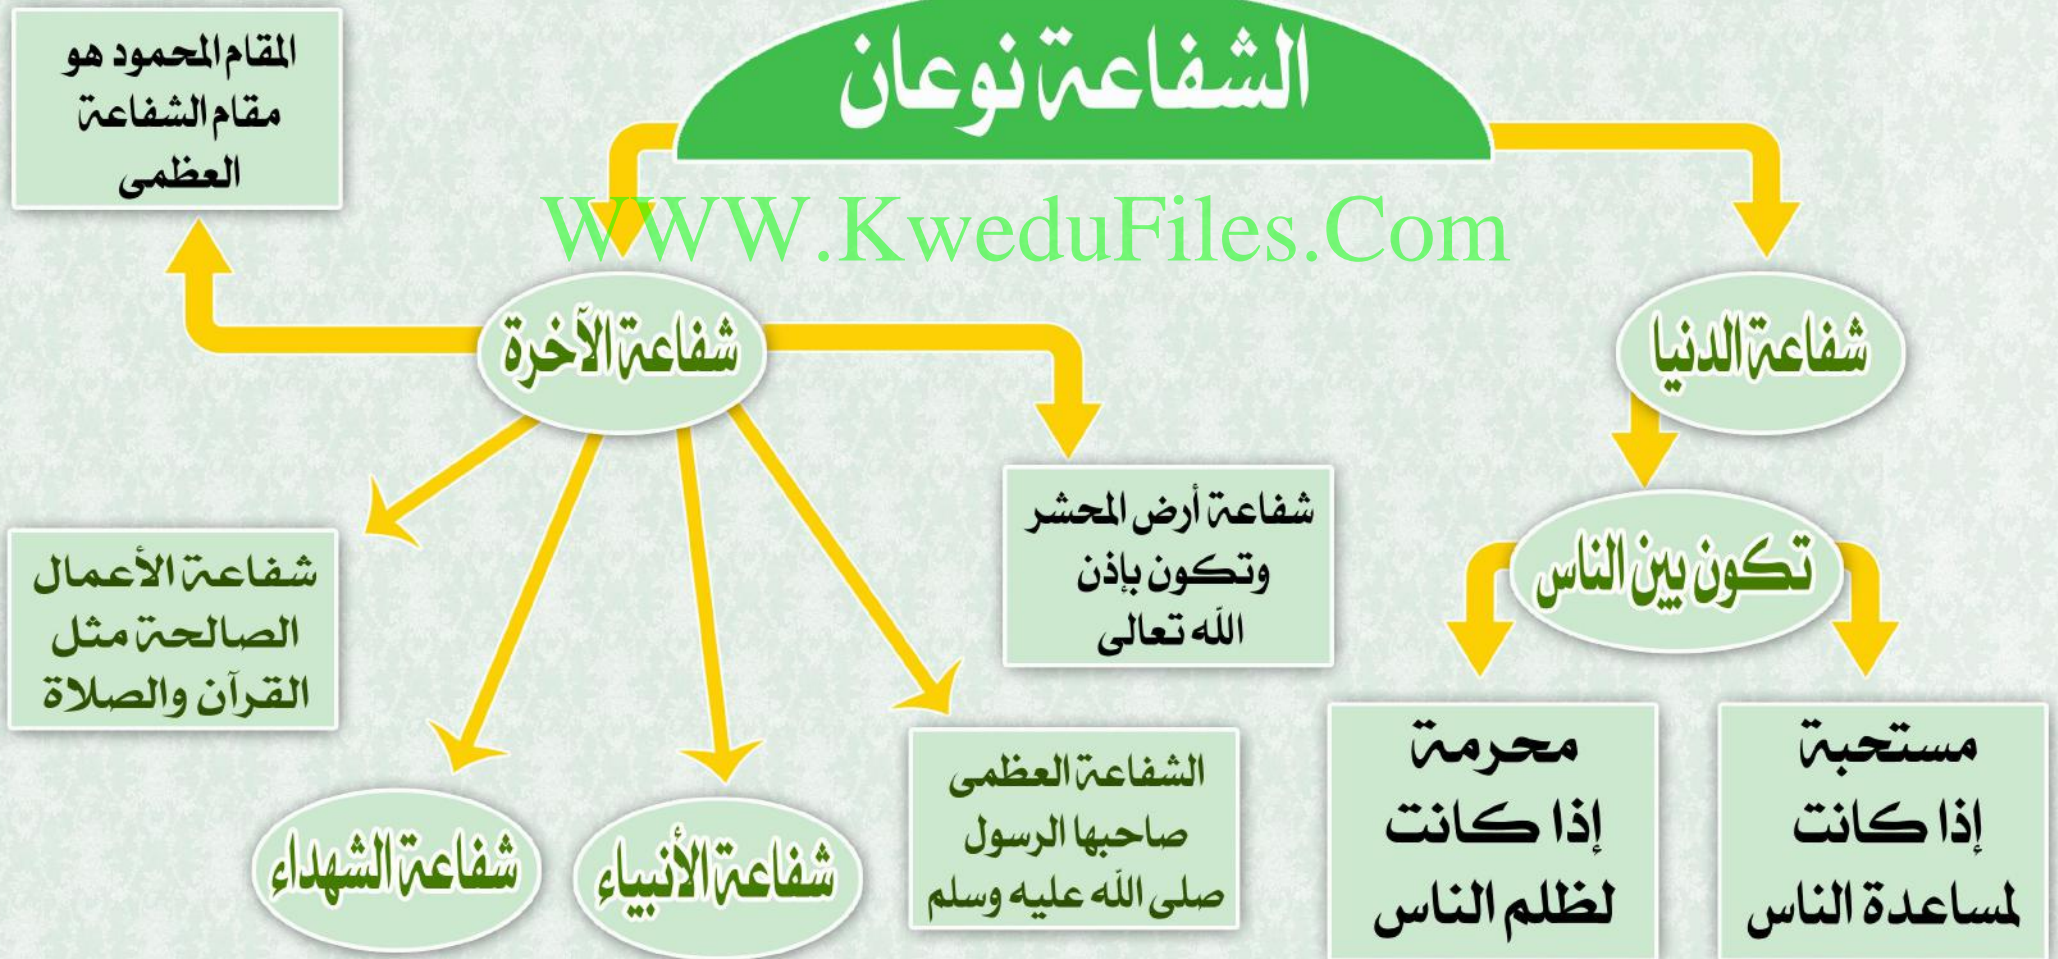 الشفاعة نوعان
WWW.KweduFiles.Com
شفاعة الدنيا
تكون بين الناس
مستحبة
إذا كانت
لمساعدة الناس
محرمة
إذا كانت
لظلم الناس
شفاعة الآخرة
شفاعة أرض المحشر
وتكون بإذن
الله تعالى
الشفاعة العظمى
صاحبها الرسول
صلى الله عليه وسلم
شفاعة الأنبياء
شفاعة الشهداء
شفاعة الأعمال
الصالحة مثل
القرآن والصلاة
المقام المحمود هو
مقام الشفاعة
العظمى